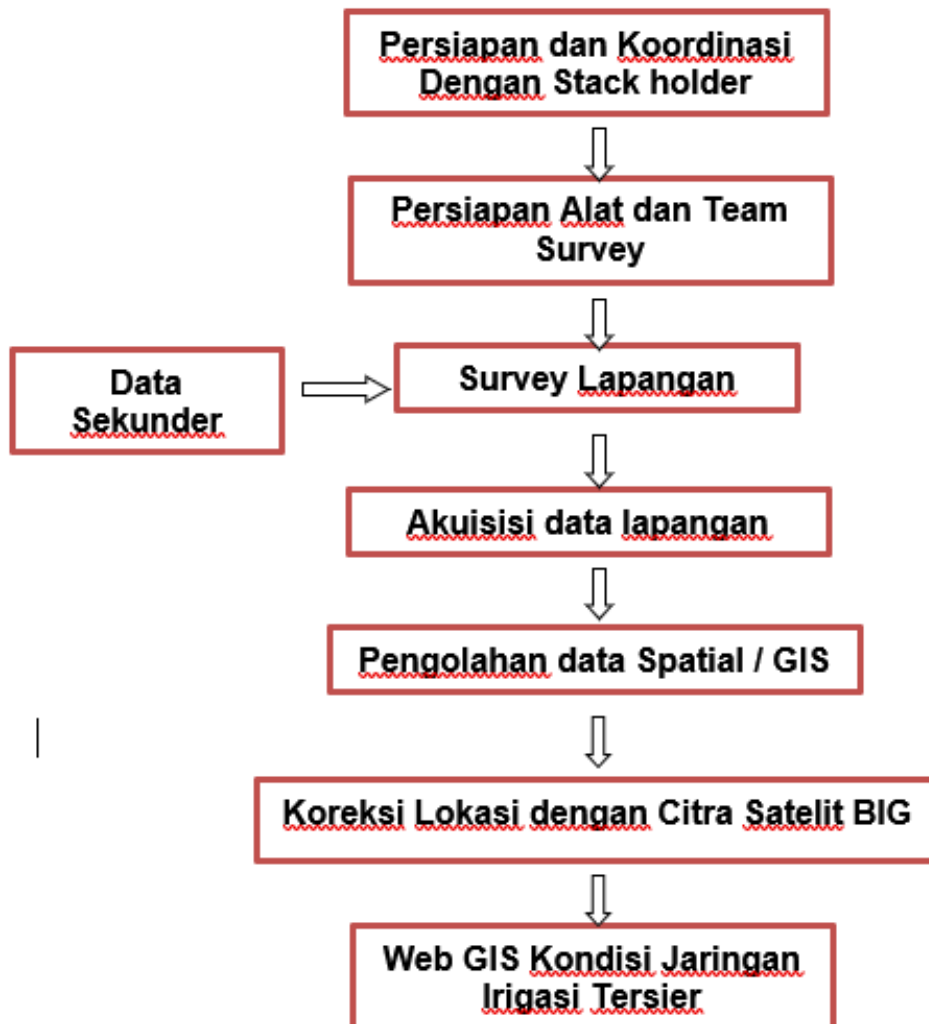 Persiapan dan Koordinasi
Dengan Stack holder
Persiapan Alat dan Team
Survey
Data
Sekunder
Survey Lapangan
Akuisisi data lapangan
Pengolahan data Spatial / GIS
Koreksi Lokasi dengan Citra Satelit BIG
Web GIS Kondisi Jaringan
Irigasi Tersier